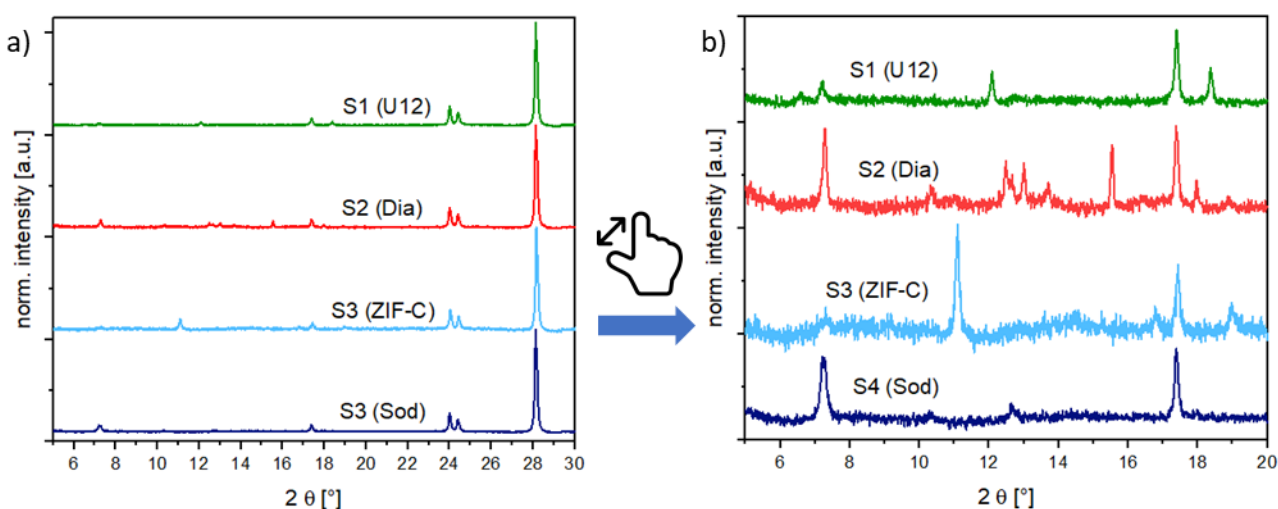 a)
norm. intensity [a.u.]
S1 (U12)
S2 (Dia)
S3 (ZIF-C)
S3 (Sod)
6 8 10 12 14 16 18 20 22 24 26 28 30
2 θ [°]
b)
norm. intensity [a.u.]
S1 (U12)
S2 (Dia)
S3 (ZIF-C)
S4 (Sod)
6 8 10 12 14 16 18 20
2 θ [°]